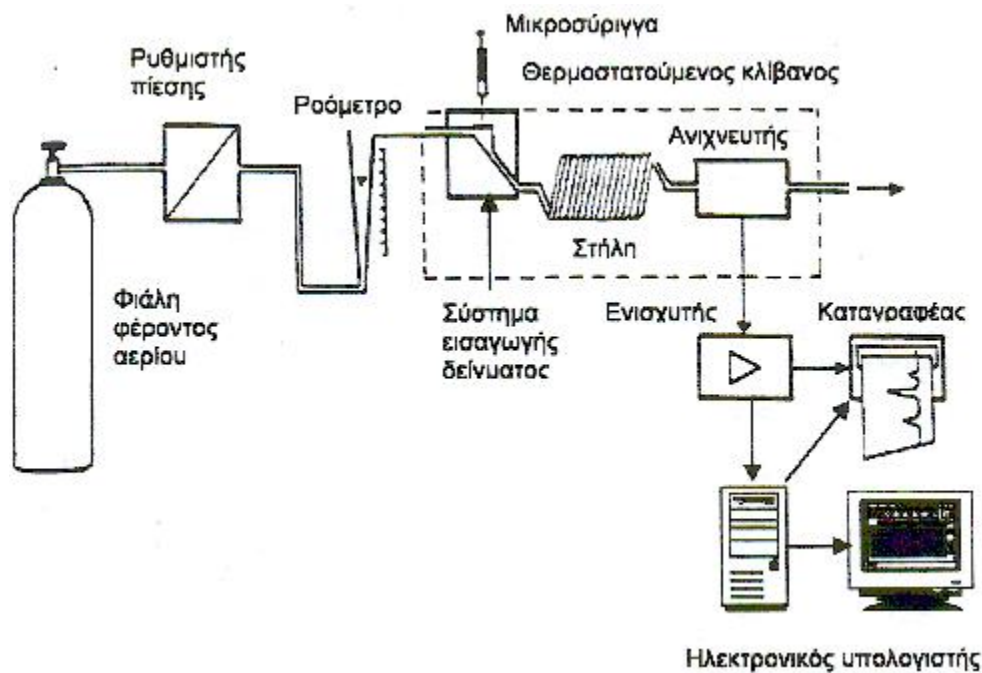 Μικροσύριγγα
Ρυθμιστής
πίεσης
Θερμοστατούμενος κλίβανος
Ροόμετρο
Ανιχνευτής
Στήλη
Φιάλη
φέροντος
αερίου
Σύστημα
εισαγωγής
δείγματος
Ενισχυτής
Καταγραφέας
Ηλεκτρονικός υπολογιστής